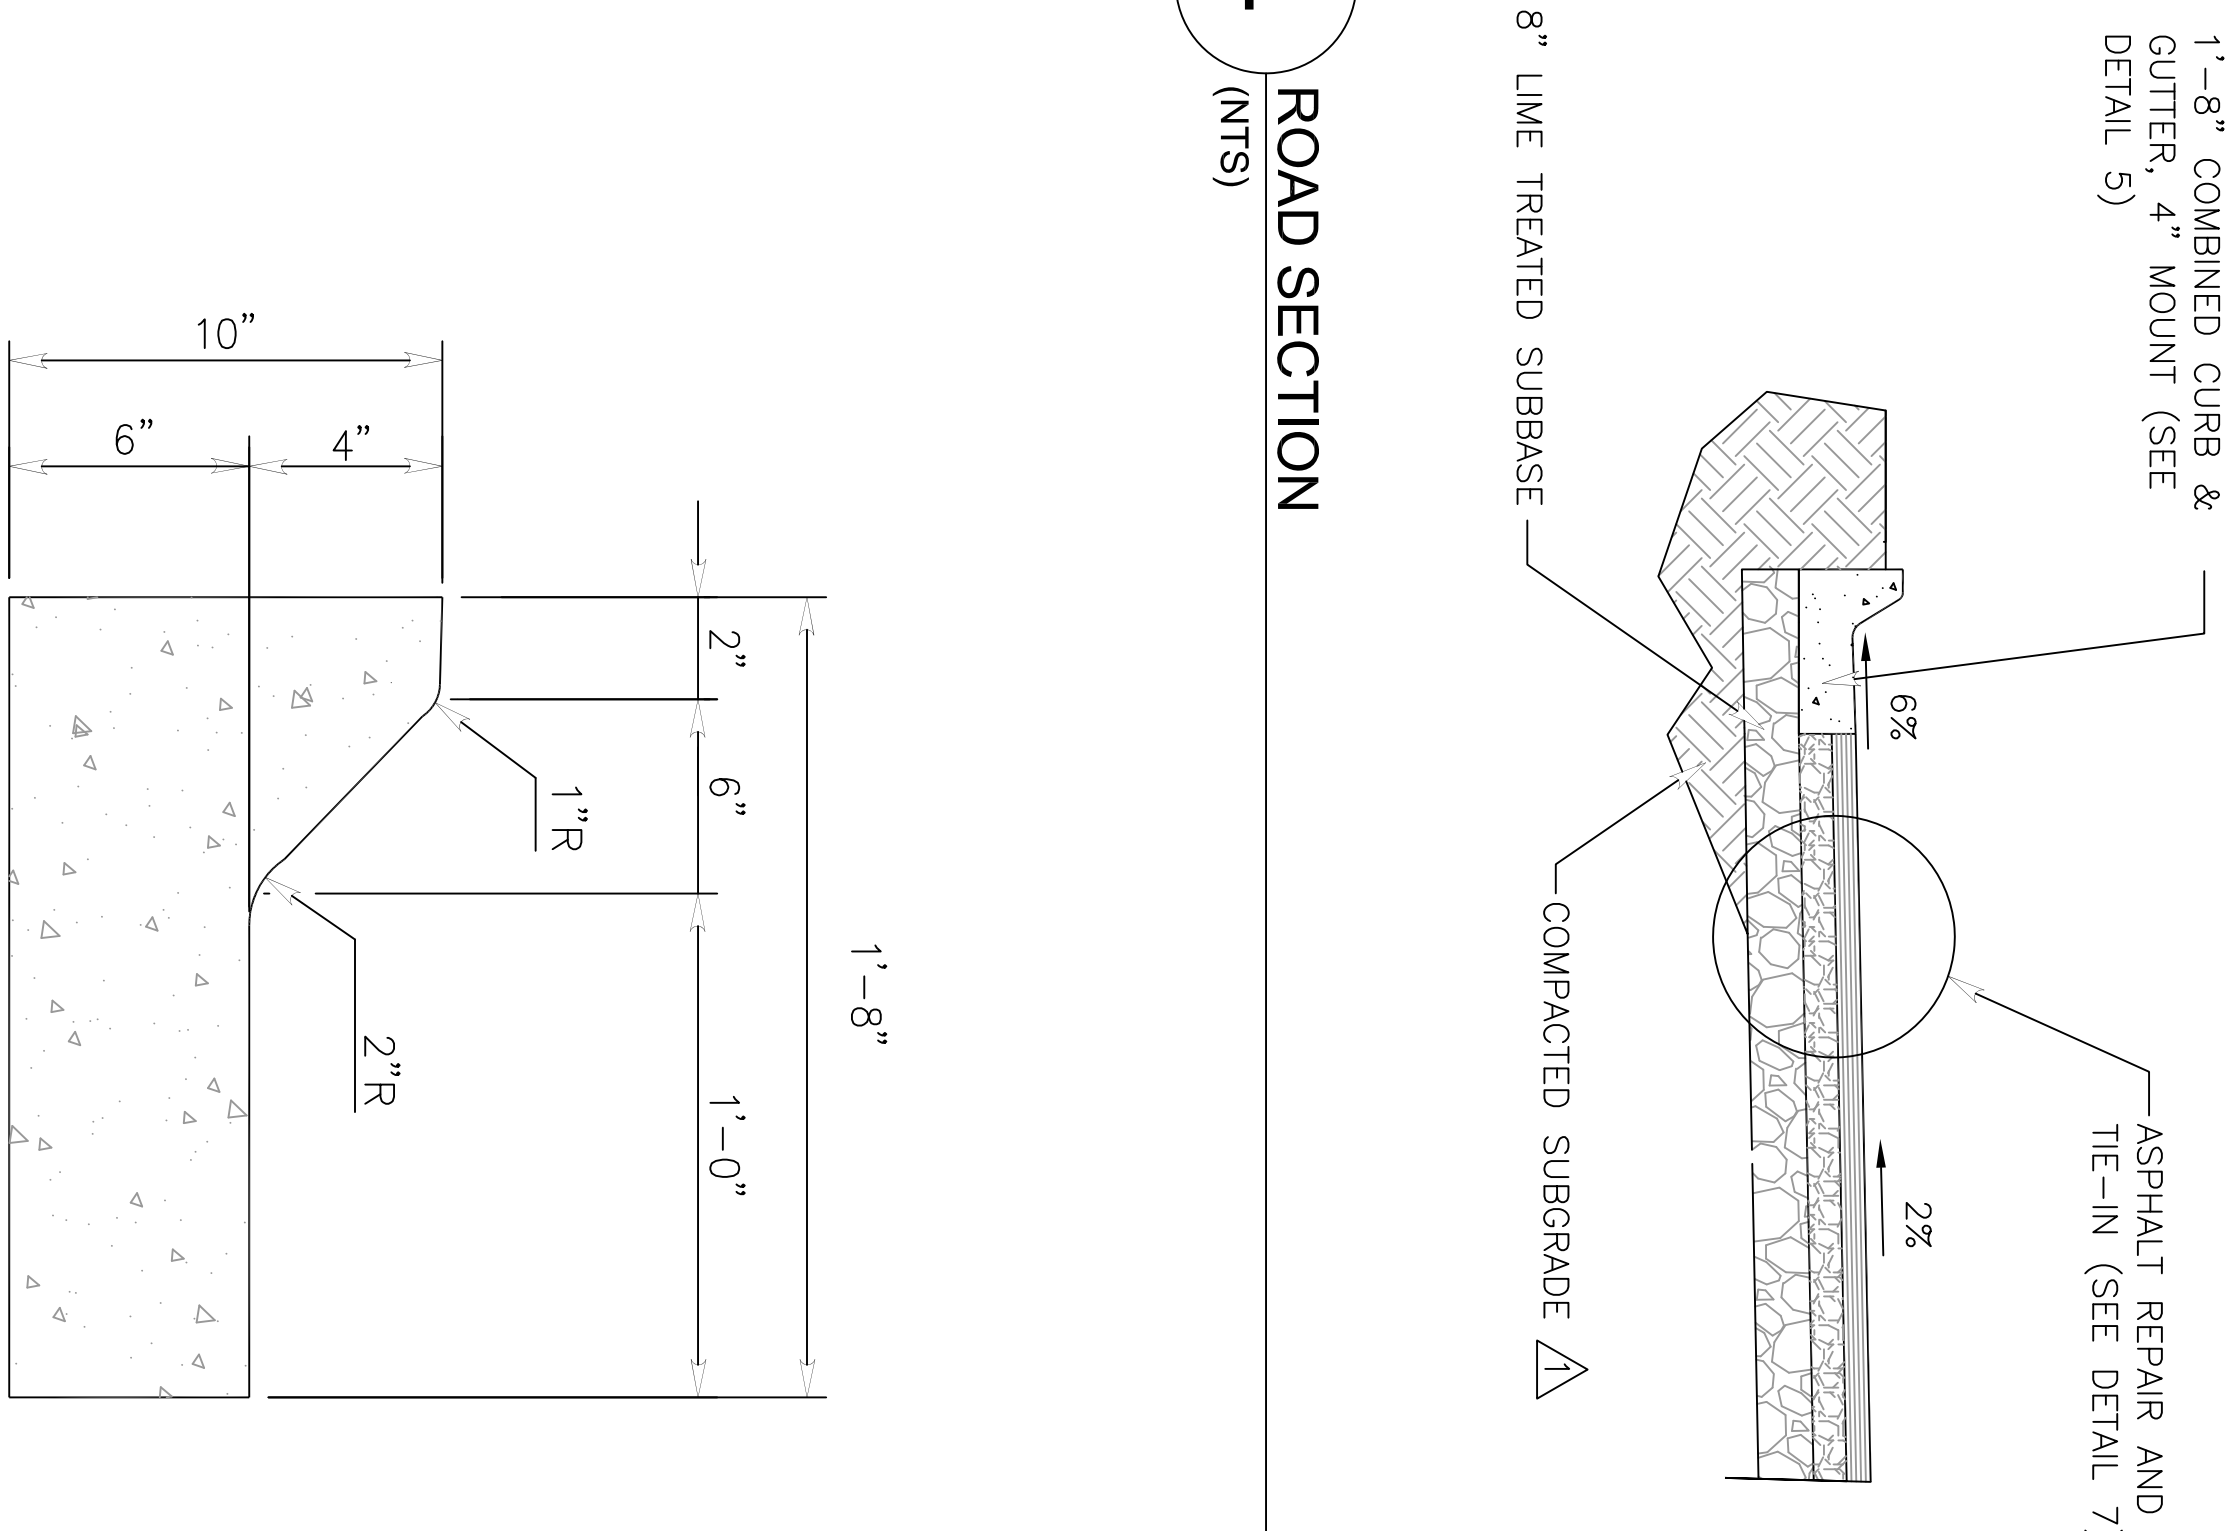 1'-8" COMBINED CURB &
GUTTER, 4" MOUNT (SEE
DETAIL 5)
ASPHALT REPAIR AND
TIE-IN (SEE DETAIL 7)
6%
2%
8" LIME TREATED SUBBASE
COMPACTED SUBGRADE
1
ROAD SECTION
(NTS)
1'-8"
2"
6"
1'-0"
1"R
2"R
10"
4"
6"